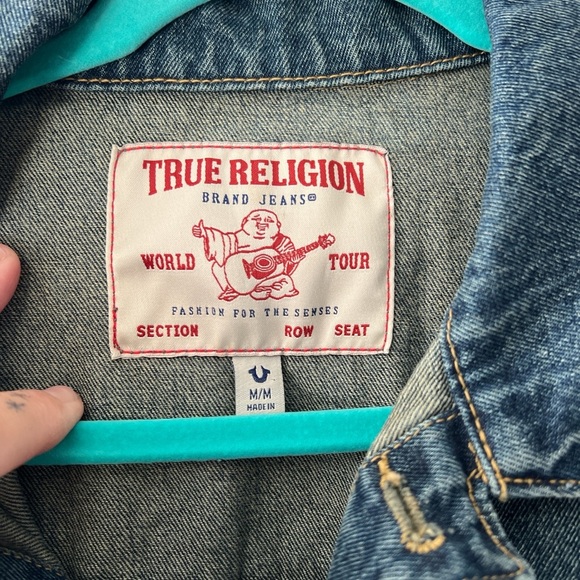 TRUE RELIGION
BRAND JEANS
WORLD TOUR
FASHION FOR THE SENSES
SECTION ROW SEAT
M/M
MADE IN